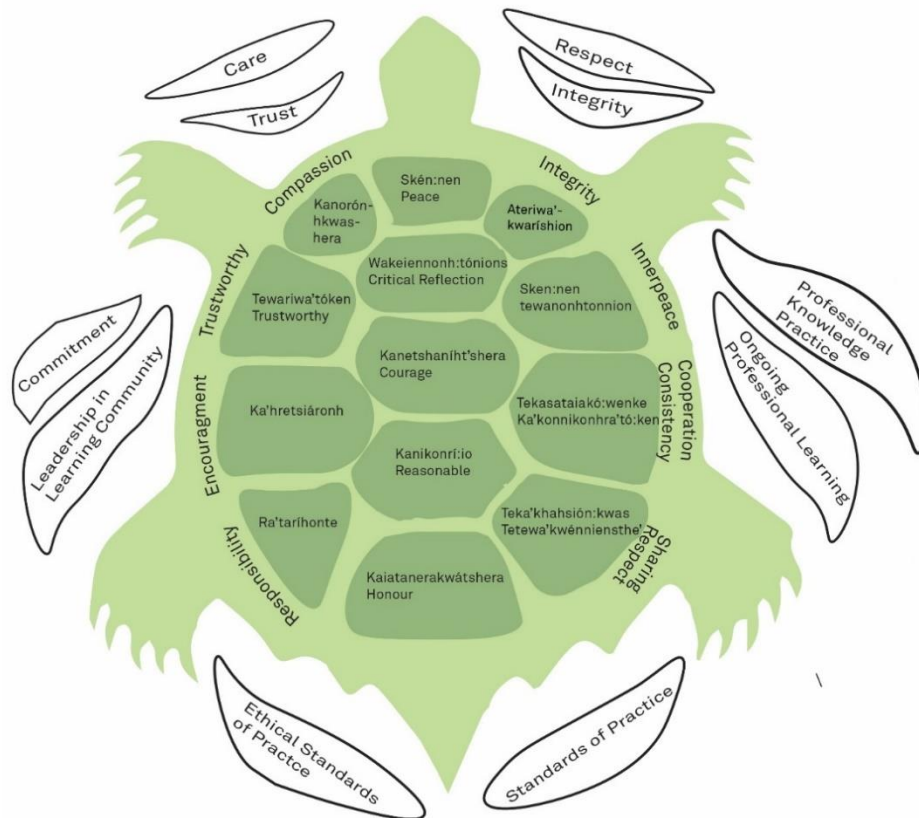 Care
Trust
Respect
Integrity
Compassion
Integrity
Skén:nen
Peace
Kanorón-
hkwas-
hera
Ateriwa'-
kwaríshion
Wakeiennonh:tónions
Critical Reflection
Trustworthy
Tewariwa'tóken
Trustworthy
Sken:nen
tewanonhtonnion
Innerpeace
Professional
Knowledge
Practice
Commitment
Leadership in
Learning Community
Kanetshaníht'shera
Courage
Ongoing
Professional Learning
Encouragment
Ka'hretsiáronh
Tekasataiakó:wenke
Ka'konnikonhra'tó:ken
Cooperation
Consistency
Kanikonrí:io
Reasonable
Responsibility
Ra'taríhonte
Teka'khahsión:kwas
Tetewa'kwénniensthe'
Sharing
Respect
Kaiatanerakwátshera
Honour
Ethical Standards
of Practce
Standards of Practice